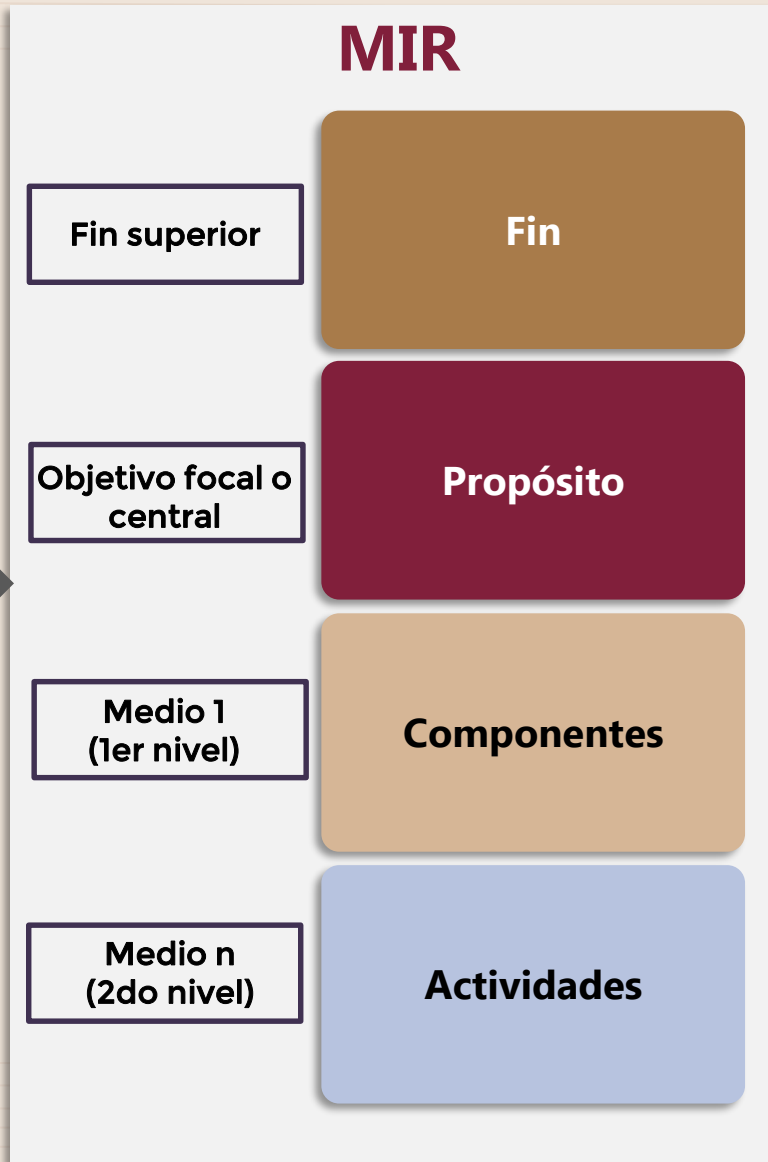 MIR
Fin superior
Fin
Objetivo focal o
central
Propósito
Medio 1
(1er nivel)
Componentes
Medio n
(2do nivel)
Actividades